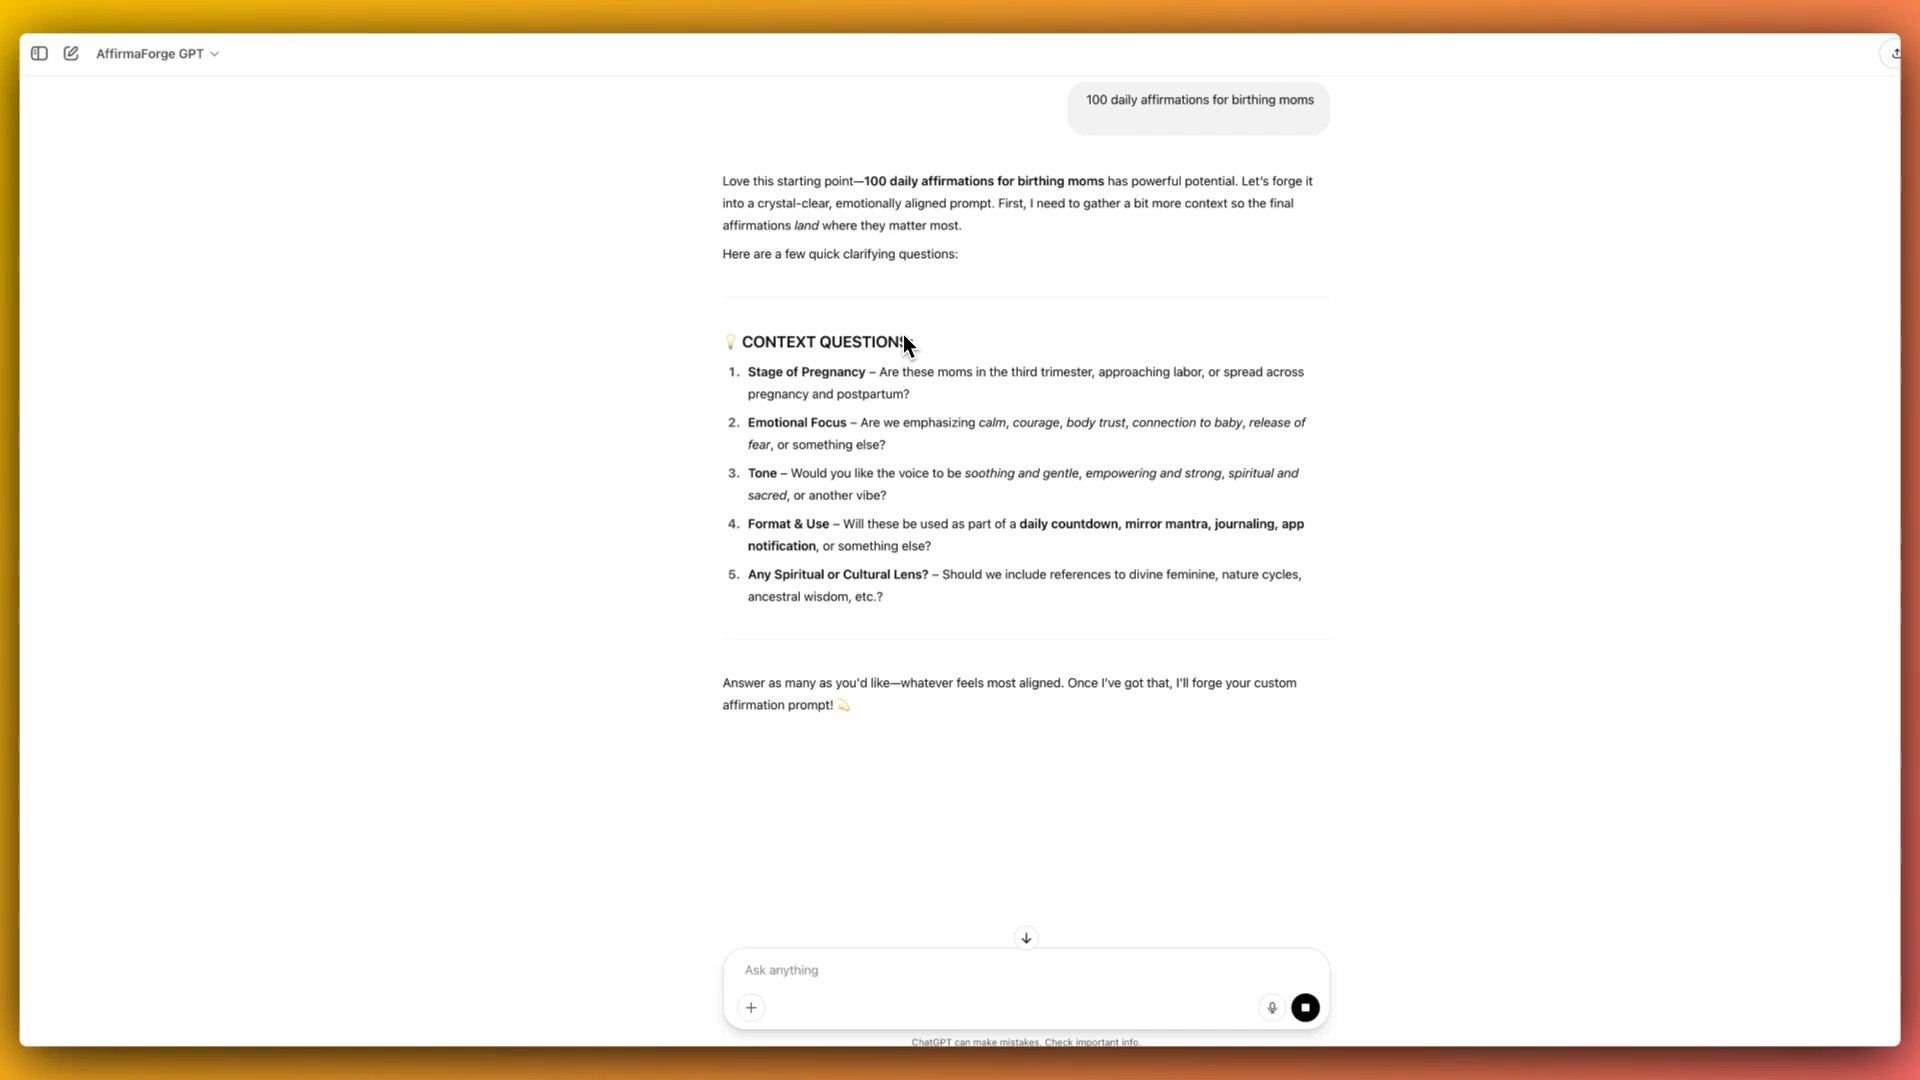 AffirmaForge GPT
100 daily affirmations for birthing moms
Love this starting point—100 daily affirmations for birthing moms has powerful potential. Let's forge it
into a crystal-clear, emotionally aligned prompt. First, I need to gather a bit more context so the final
affirmations land where they matter most.
Here are a few quick clarifying questions:
💡 CONTEXT QUESTIONS
1. Stage of Pregnancy – Are these moms in the third trimester, approaching labor, or spread across
pregnancy and postpartum?
2. Emotional Focus – Are we emphasizing calm, courage, body trust, connection to baby, release of
fear, or something else?
3. Tone – Would you like the voice to be soothing and gentle, empowering and strong, spiritual and
sacred, or another vibe?
4. Format & Use – Will these be used as part of a daily countdown, mirror mantra, journaling, app
notification, or something else?
5. Any Spiritual or Cultural Lens? – Should we include references to divine feminine, nature cycles,
ancestral wisdom, etc.?
Answer as many as you'd like—whatever feels most aligned. Once I've got that, I'll forge your custom
affirmation prompt! 💫
Ask anything
ChatGPT can make mistakes. Check important info.